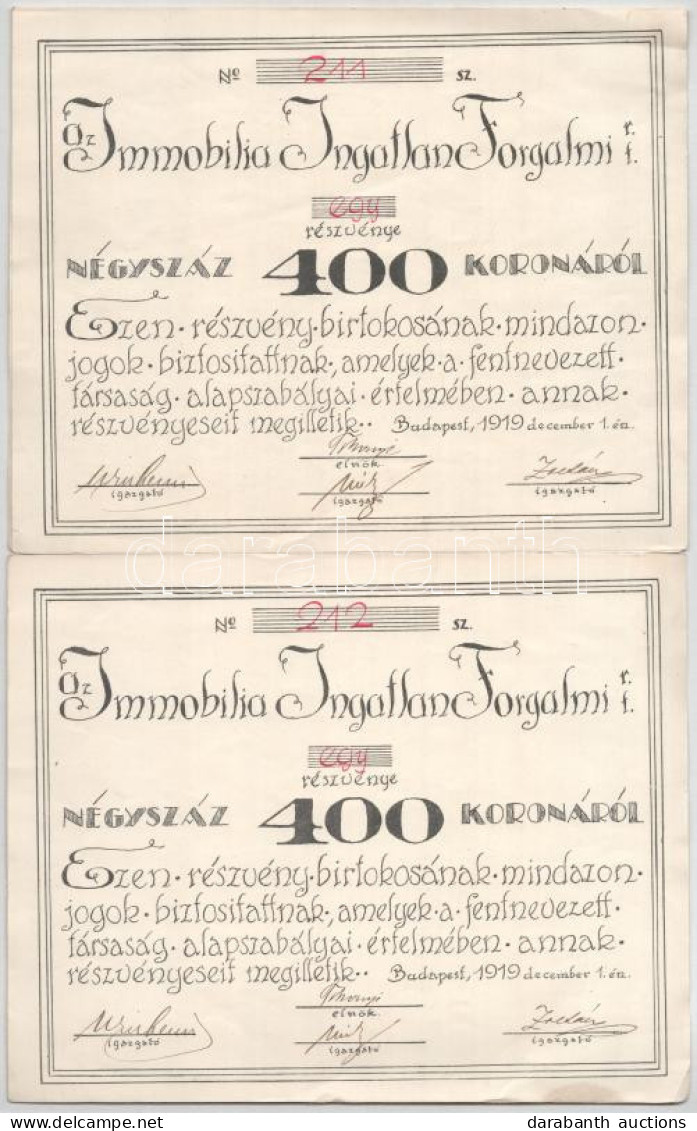 No 211 sz.
az Immobilia Ingatlan Forgalmi r.t.
egy
részvénye
NÉGYSZÁZ 400 KORONÁRÓL
Ezen · részvény · birtokosának · mindazon ·
jogok · biztosittattnak ·, amelyek · a · fentnevezett ·
társaság · alapszabályai · értelmében · annak ·
részvényeseit megilletik ·· Budapest, 1919 december 1. én.
elnök.
igazgató igazgató igazgató
darabanth
No 212 sz.
az Immobilia Ingatlan Forgalmi r.t.
egy
részvénye
NÉGYSZÁZ 400 KORONÁRÓL
Ezen · részvény · birtokosának · mindazon ·
jogok · biztosittattnak ·, amelyek · a · fentnevezett ·
társaság · alapszabályai · értelmében · annak ·
részvényeseit megilletik ·· Budapest, 1919 december 1. én.
elnök.
igazgató igazgató igazgató
www.delcampe.net
darabanth auctions